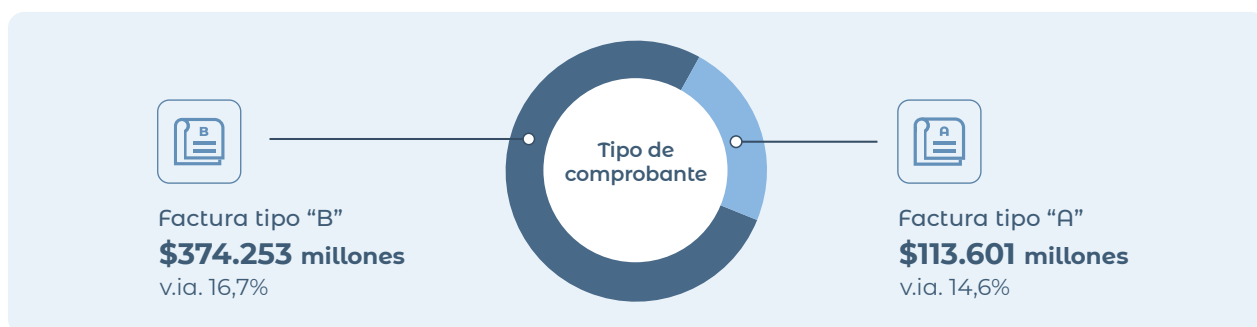 B
Factura tipo “B”
$374.253 millones
v.ia. 16,7%
Tipo de
comprobante
A
Factura tipo “A”
$113.601 millones
v.ia. 14,6%